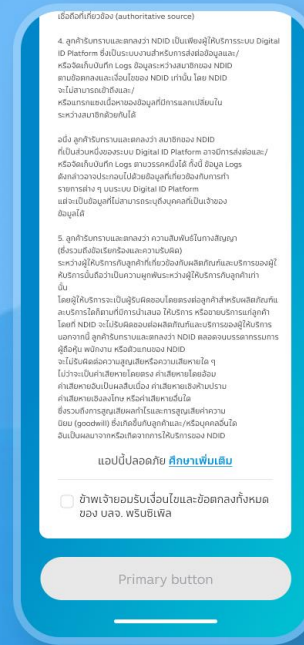 เชื่อถือที่เกี่ยวข้อง (authoritative source)
4. ลูกค้ารับทราบและตกลงว่า NDID เป็นเพียงผู้ให้บริการระบบ Digital
ID Platform ซึ่งเป็นระบบงานสำหรับการส่งต่อข้อมูลและ/
หรือจัดเก็บบันทึก Logs ข้อมูลระหว่างสมาชิกของ NDID
ตามข้อตกลงและเงื่อนไขของ NDID เท่านั้น โดย NDID
จะไม่สามารถเข้าถึงและ/
หรือแทรกแซงเนื้อหาของข้อมูลที่มีการแลกเปลี่ยนใน
ระหว่างสมาชิกด้วยกันได้
อนึ่ง ลูกค้ารับทราบและตกลงว่า สมาชิกของ NDID
ที่เป็นส่วนหนึ่งของระบบ Digital ID Platform อาจมีการส่งต่อและ/
หรือจัดเก็บบันทึก Logs ตามวรรคหนึ่งได้ ทั้งนี้ ข้อมูล Logs
ดังกล่าวอาจประกอบไปด้วยข้อมูลที่เกี่ยวข้องกับการทำ
รายการต่าง ๆ บนระบบ Digital ID Platform
แต่จะเป็นข้อมูลที่ไม่สามารถระบุถึงบุคคลที่เป็นเจ้าของ
ข้อมูลได้
5. ลูกค้ารับทราบและตกลงว่า ความสัมพันธ์ในทางสัญญา
(ซึ่งรวมถึงข้อเรียกร้องและความรับผิด)
ระหว่างผู้ให้บริการกับลูกค้าที่เกี่ยวข้องกับผลิตภัณฑ์และบริการของผู้ใ
ห้บริการนั้นถือว่าเป็นความผูกพันระหว่างผู้ให้บริการกับลูกค้าเท่า
นั้น
โดยผู้ให้บริการจะเป็นผู้รับผิดชอบโดยตรงต่อลูกค้าสำหรับผลิตภัณฑ์แ
ละบริการใดก็ตามที่มีการนำเสนอ ให้บริการ หรือขายบริการแก่ลูกค้า
โดยที่ NDID จะไม่รับผิดชอบต่อผลิตภัณฑ์และบริการของผู้ให้บริการ
นอกจากนี้ ลูกค้ารับทราบและตกลงว่า NDID ตลอดจนบรรดากรรมการ
ผู้ถือหุ้น พนักงาน หรือตัวแทนของ NDID
จะไม่รับผิดต่อความสูญเสียหรือความเสียหายใด ๆ
ไม่ว่าจะเป็นค่าเสียหายโดยตรง ค่าเสียหายโดยอ้อม
ค่าเสียหายอันเป็นผลสืบเนื่อง ค่าเสียหายเชิงห้ามปราม
ค่าเสียหายเชิงลงโทษ หรือค่าเสียหายอื่นใด
ซึ่งรวมถึงการสูญเสียผลกำไรและการสูญเสียค่าความ
นิยม (goodwill) ซึ่งเกิดขึ้นกับลูกค้าและ/หรือบุคคลอื่นใด
อันเป็นผลมาจากหรือเกิดจากการให้บริการของ NDID
แอปนี้ปลอดภัย ศึกษาเพิ่มเติม
ข้าพเจ้ายอมรับเงื่อนไขและข้อตกลงทั้งหมด
ของ บลจ. พรินซิเพิล
Primary button